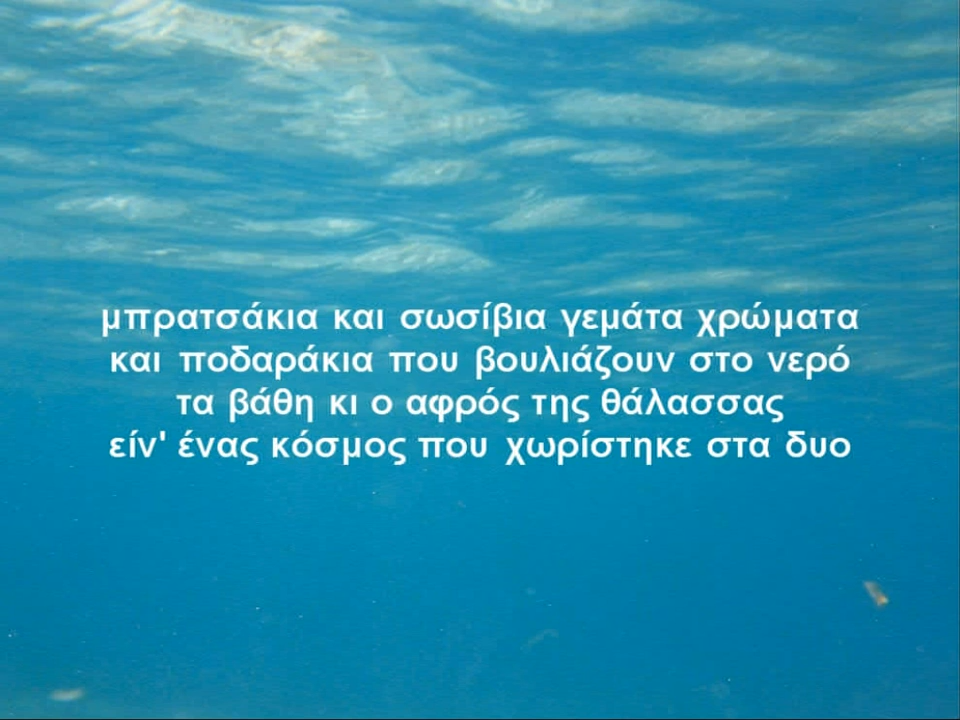 μπρατσάκια και σωσίβια γεμάτα χρώματα
και ποδαράκια που βουλιάζουν στο νερό
τα βάθη κι ο αφρός της θάλασσας
είν' ένας κόσμος που χωρίστηκε στα δυο